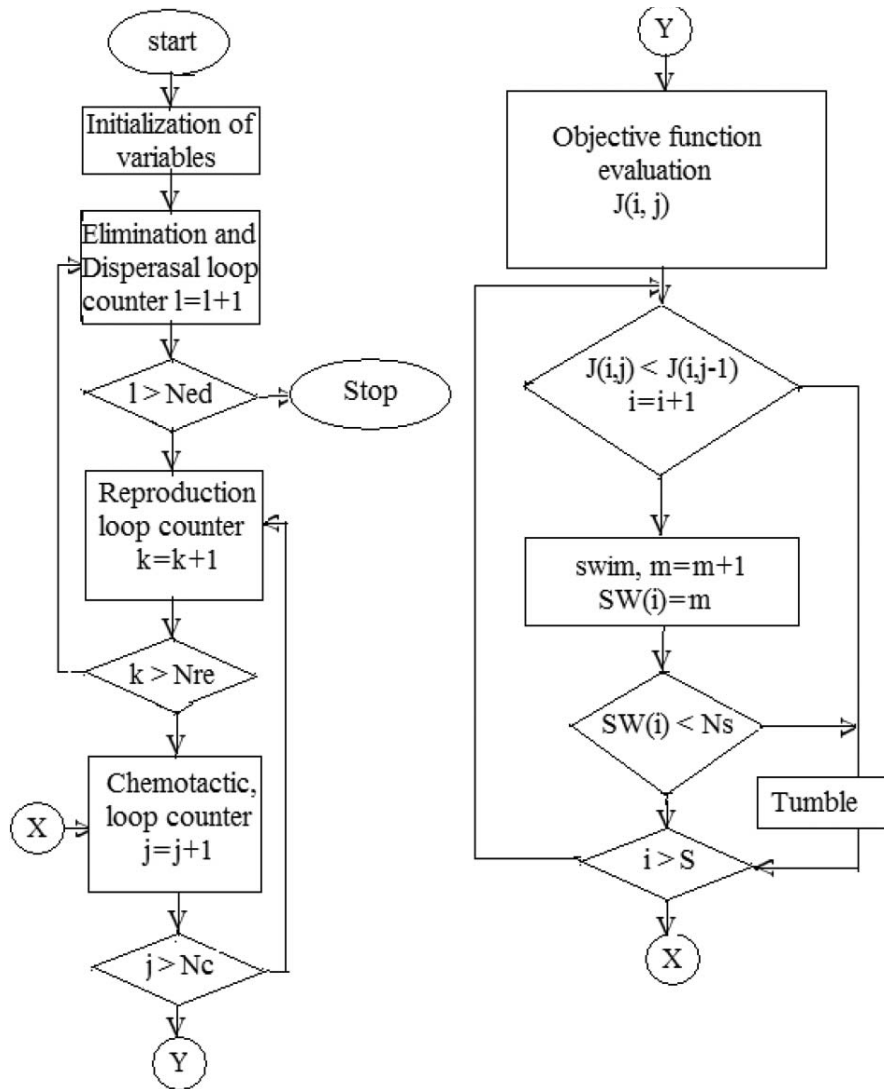 start
Initialization of
variables
Elimination and
Disperasal loop
counter l=l+1
l > Ned
Stop
Reproduction
loop counter
k=k+1
k > Nre
Chemotactic,
loop counter
j=j+1
X
j > Nc
Y
Y
Objective function
evaluation
J(i, j)
J(i,j) < J(i,j-1)
i=i+1
swim, m=m+1
SW(i)=m
SW(i) < Ns
Tumble
i > S
X